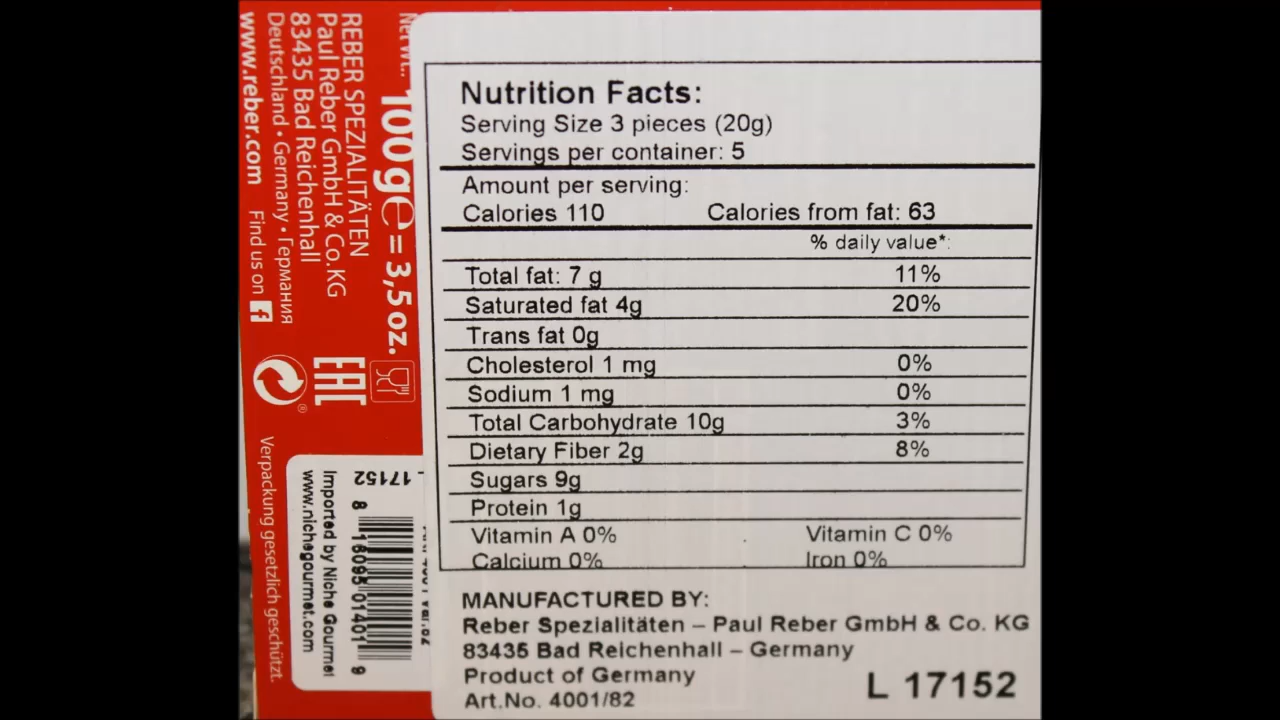 Nutrition Facts:
Serving Size 3 pieces (20g)
Servings per container: 5
Amount per serving:
Calories 110 Calories from fat: 63
% daily value*:
Total fat: 7 g 11%
Saturated fat 4g 20%
Trans fat 0g
Cholesterol 1 mg 0%
Sodium 1 mg 0%
Total Carbohydrate 10g 3%
Dietary Fiber 2g 8%
Sugars 9g
Protein 1g
Vitamin A 0% Vitamin C 0%
Calcium 0% Iron 0%
MANUFACTURED BY:
Reber Spezialitäten – Paul Reber GmbH & Co. KG
83435 Bad Reichenhall – Germany
Product of Germany
Art.No. 4001/82
L 17152
Net Wt.:
100g e = 3,5 oz.
REBER SPEZIALITÄTEN
Paul Reber GmbH & Co.KG
83435 Bad Reichenhall
Deutschland • Germany • Германия
www.reber.com Find us on f
EAC
Verpackung gesetzlich geschützt.
L 17152
8 16095 01401 9
Imported by Niche Gourmet
www.nichegourmet.com